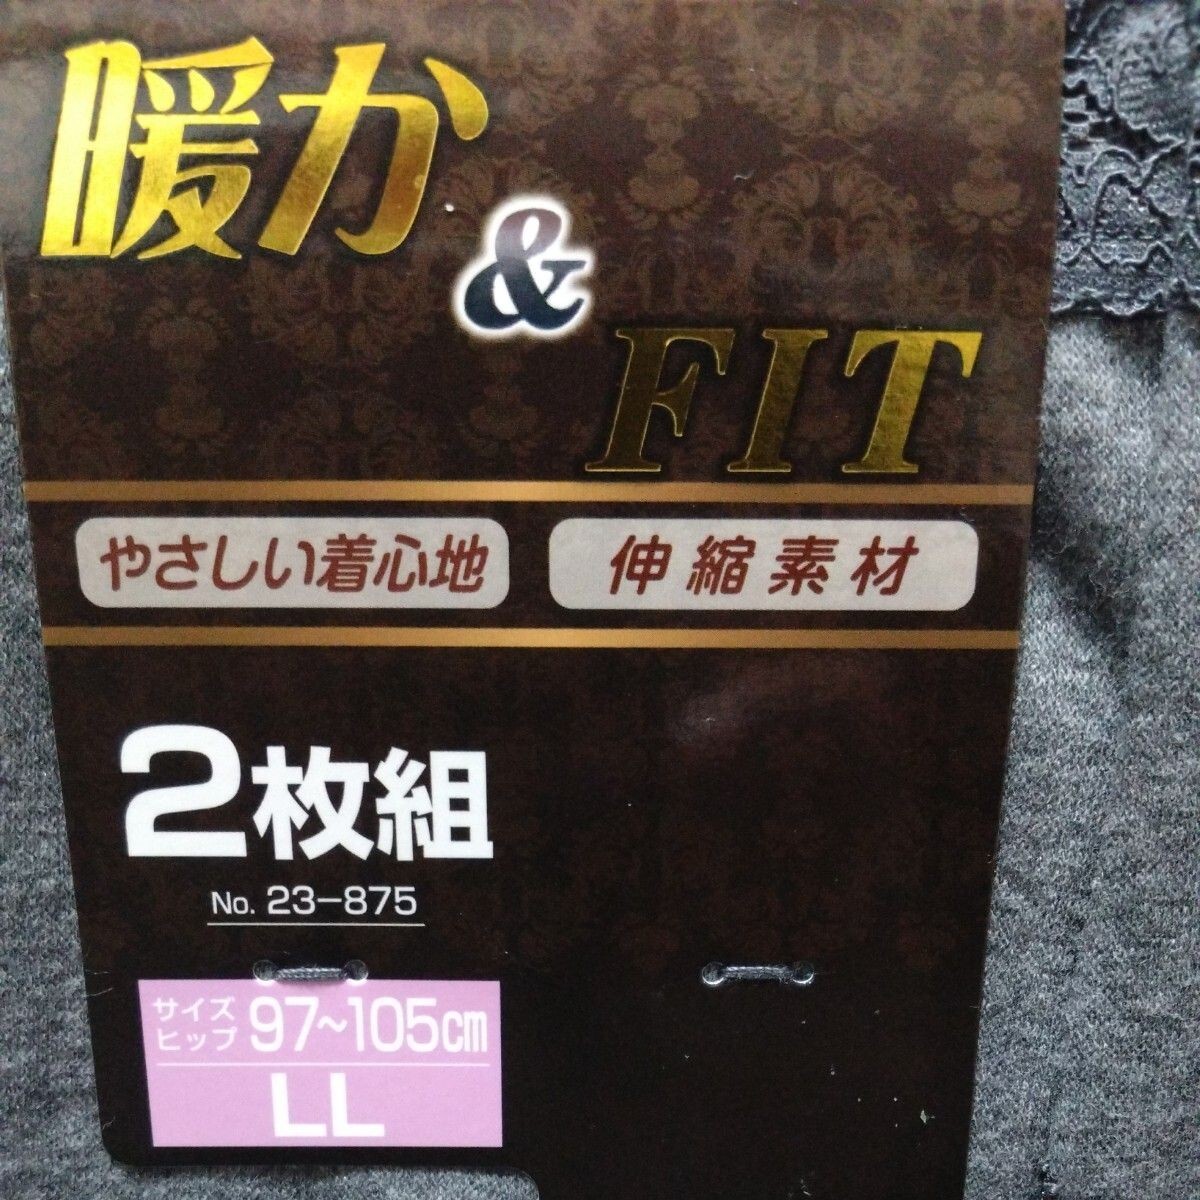 暖か
&
FIT
やさしい着心地
伸縮素材
2枚組
No. 23-875
サイズ
ヒップ 97~105cm
LL